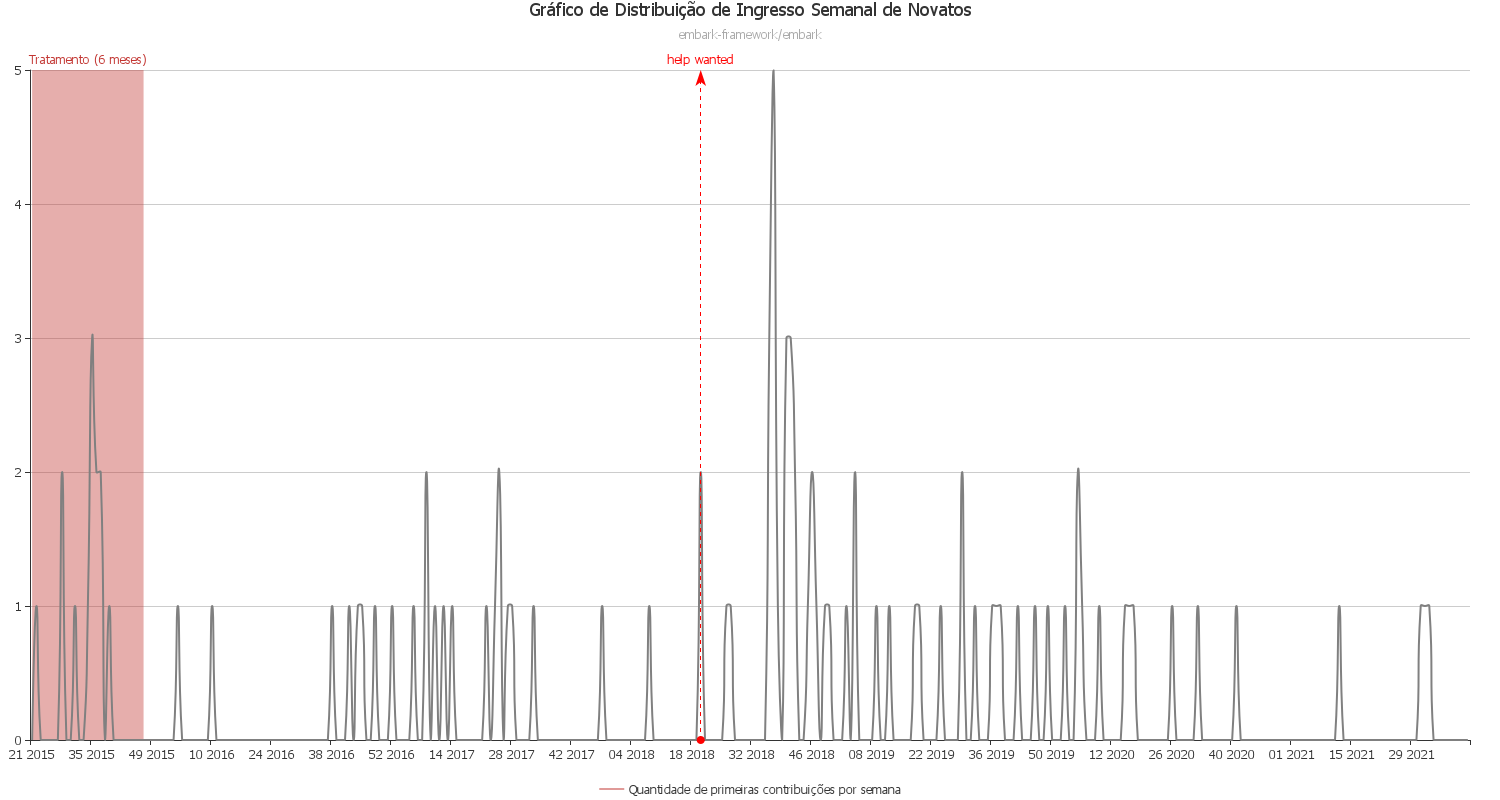 Gráfico de Distribuição de Ingresso Semanal de Novatos
embark-framework/embark
Tratamento (6 meses)
help wanted
5
4
3
2
1
0
21 2015 35 2015 49 2015 10 2016 24 2016 38 2016 52 2016 14 2017 28 2017 42 2017 04 2018 18 2018 32 2018 46 2018 08 2019 22 2019 36 2019 50 2019 12 2020 26 2020 40 2020 01 2021 15 2021 29 2021
Quantidade de primeiras contribuições por semana